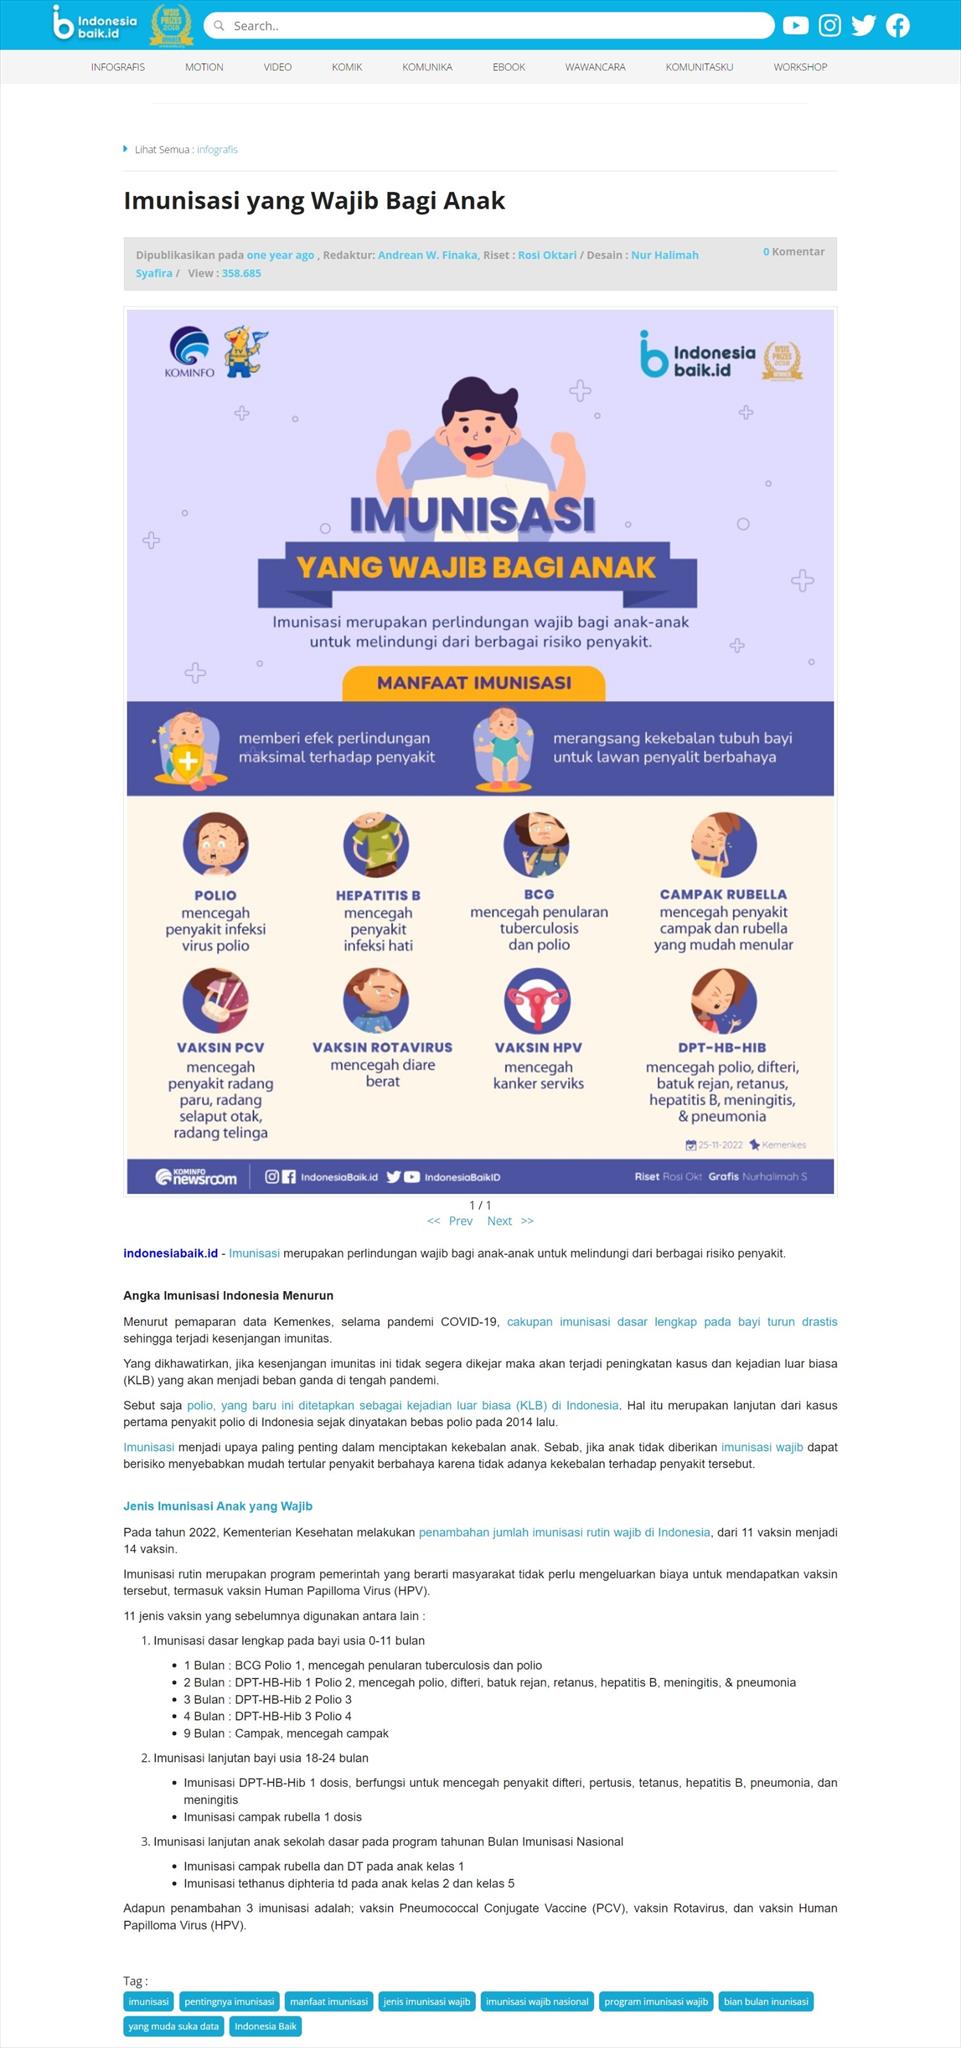 Indonesia
baik.id
WSIS
PRIZES
2018
WINNER
Search..
INFOGRAFIS MOTION VIDEO KOMIK KOMUNIKA EBOOK WAWANCARA KOMUNITASKU WORKSHOP
Lihat Semua : infografis
Imunisasi yang Wajib Bagi Anak
Dipublikasikan pada one year ago , Redaktur: Andrean W. Finaka, Riset : Rosi Oktari / Desain : Nur Halimah
Syafira / View : 358.685
0 Komentar
KOMINFO
TV
Indonesia
baik.id
WSIS
PRIZES
2018
WINNER
IMUNISASI
YANG WAJIB BAGI ANAK
Imunisasi merupakan perlindungan wajib bagi anak-anak
untuk melindungi dari berbagai risiko penyakit.
MANFAAT IMUNISASI
memberi efek perlindungan
maksimal terhadap penyakit
merangsang kekebalan tubuh bayi
untuk lawan penyalit berbahaya
POLIO
mencegah
penyakit infeksi
virus polio
HEPATITIS B
mencegah
penyakit
infeksi hati
BCG
mencegah penularan
tuberculosis
dan polio
CAMPAK RUBELLA
mencegah penyakit
campak dan rubella
yang mudah menular
VAKSIN PCV
mencegah
penyakit radang
paru, radang
selaput otak,
radang telinga
VAKSIN ROTAVIRUS
mencegah diare
berat
VAKSIN HPV
mencegah
kanker serviks
DPT-HB-HIB
mencegah polio, difteri,
batuk rejan, retanus,
hepatitis B, meningitis,
& pneumonia
25-11-2022 Kemenkes
KOMINFO
newsroom
IndonesiaBaik.id IndonesiaBaikID
Riset Rosi Okt Grafis Nurhalimah S
1 / 1
<< Prev Next >>
indonesiabaik.id - Imunisasi merupakan perlindungan wajib bagi anak-anak untuk melindungi dari berbagai risiko penyakit.
Angka Imunisasi Indonesia Menurun
Menurut pemaparan data Kemenkes, selama pandemi COVID-19, cakupan imunisasi dasar lengkap pada bayi turun drastis
sehingga terjadi kesenjangan imunitas.
Yang dikhawatirkan, jika kesenjangan imunitas ini tidak segera dikejar maka akan terjadi peningkatan kasus dan kejadian luar biasa
(KLB) yang akan menjadi beban ganda di tengah pandemi.
Sebut saja polio, yang baru ini ditetapkan sebagai kejadian luar biasa (KLB) di Indonesia. Hal itu merupakan lanjutan dari kasus
pertama penyakit polio di Indonesia sejak dinyatakan bebas polio pada 2014 lalu.
Imunisasi menjadi upaya paling penting dalam menciptakan kekebalan anak. Sebab, jika anak tidak diberikan imunisasi wajib dapat
berisiko menyebabkan mudah tertular penyakit berbahaya karena tidak adanya kekebalan terhadap penyakit tersebut.
Jenis Imunisasi Anak yang Wajib
Pada tahun 2022, Kementerian Kesehatan melakukan penambahan jumlah imunisasi rutin wajib di Indonesia, dari 11 vaksin menjadi
14 vaksin.
Imunisasi rutin merupakan program pemerintah yang berarti masyarakat tidak perlu mengeluarkan biaya untuk mendapatkan vaksin
tersebut, termasuk vaksin Human Papilloma Virus (HPV).
11 jenis vaksin yang sebelumnya digunakan antara lain :
1. Imunisasi dasar lengkap pada bayi usia 0-11 bulan
• 1 Bulan : BCG Polio 1, mencegah penularan tuberculosis dan polio
• 2 Bulan : DPT-HB-Hib 1 Polio 2, mencegah polio, difteri, batuk rejan, retanus, hepatitis B, meningitis, & pneumonia
• 3 Bulan : DPT-HB-Hib 2 Polio 3
• 4 Bulan : DPT-HB-Hib 3 Polio 4
• 9 Bulan : Campak, mencegah campak
2. Imunisasi lanjutan bayi usia 18-24 bulan
• Imunisasi DPT-HB-Hib 1 dosis, berfungsi untuk mencegah penyakit difteri, pertusis, tetanus, hepatitis B, pneumonia, dan
meningitis
• Imunisasi campak rubella 1 dosis
3. Imunisasi lanjutan anak sekolah dasar pada program tahunan Bulan Imunisasi Nasional
• Imunisasi campak rubella dan DT pada anak kelas 1
• Imunisasi tethanus diphteria td pada anak kelas 2 dan kelas 5
Adapun penambahan 3 imunisasi adalah; vaksin Pneumococcal Conjugate Vaccine (PCV), vaksin Rotavirus, dan vaksin Human
Papilloma Virus (HPV).
Tag :
imunisasi pentingnya imunisasi manfaat imunisasi jenis imunisasi wajib imunisasi wajib nasional program imunisasi wajib bian bulan inunisasi
yang muda suka data Indonesia Baik